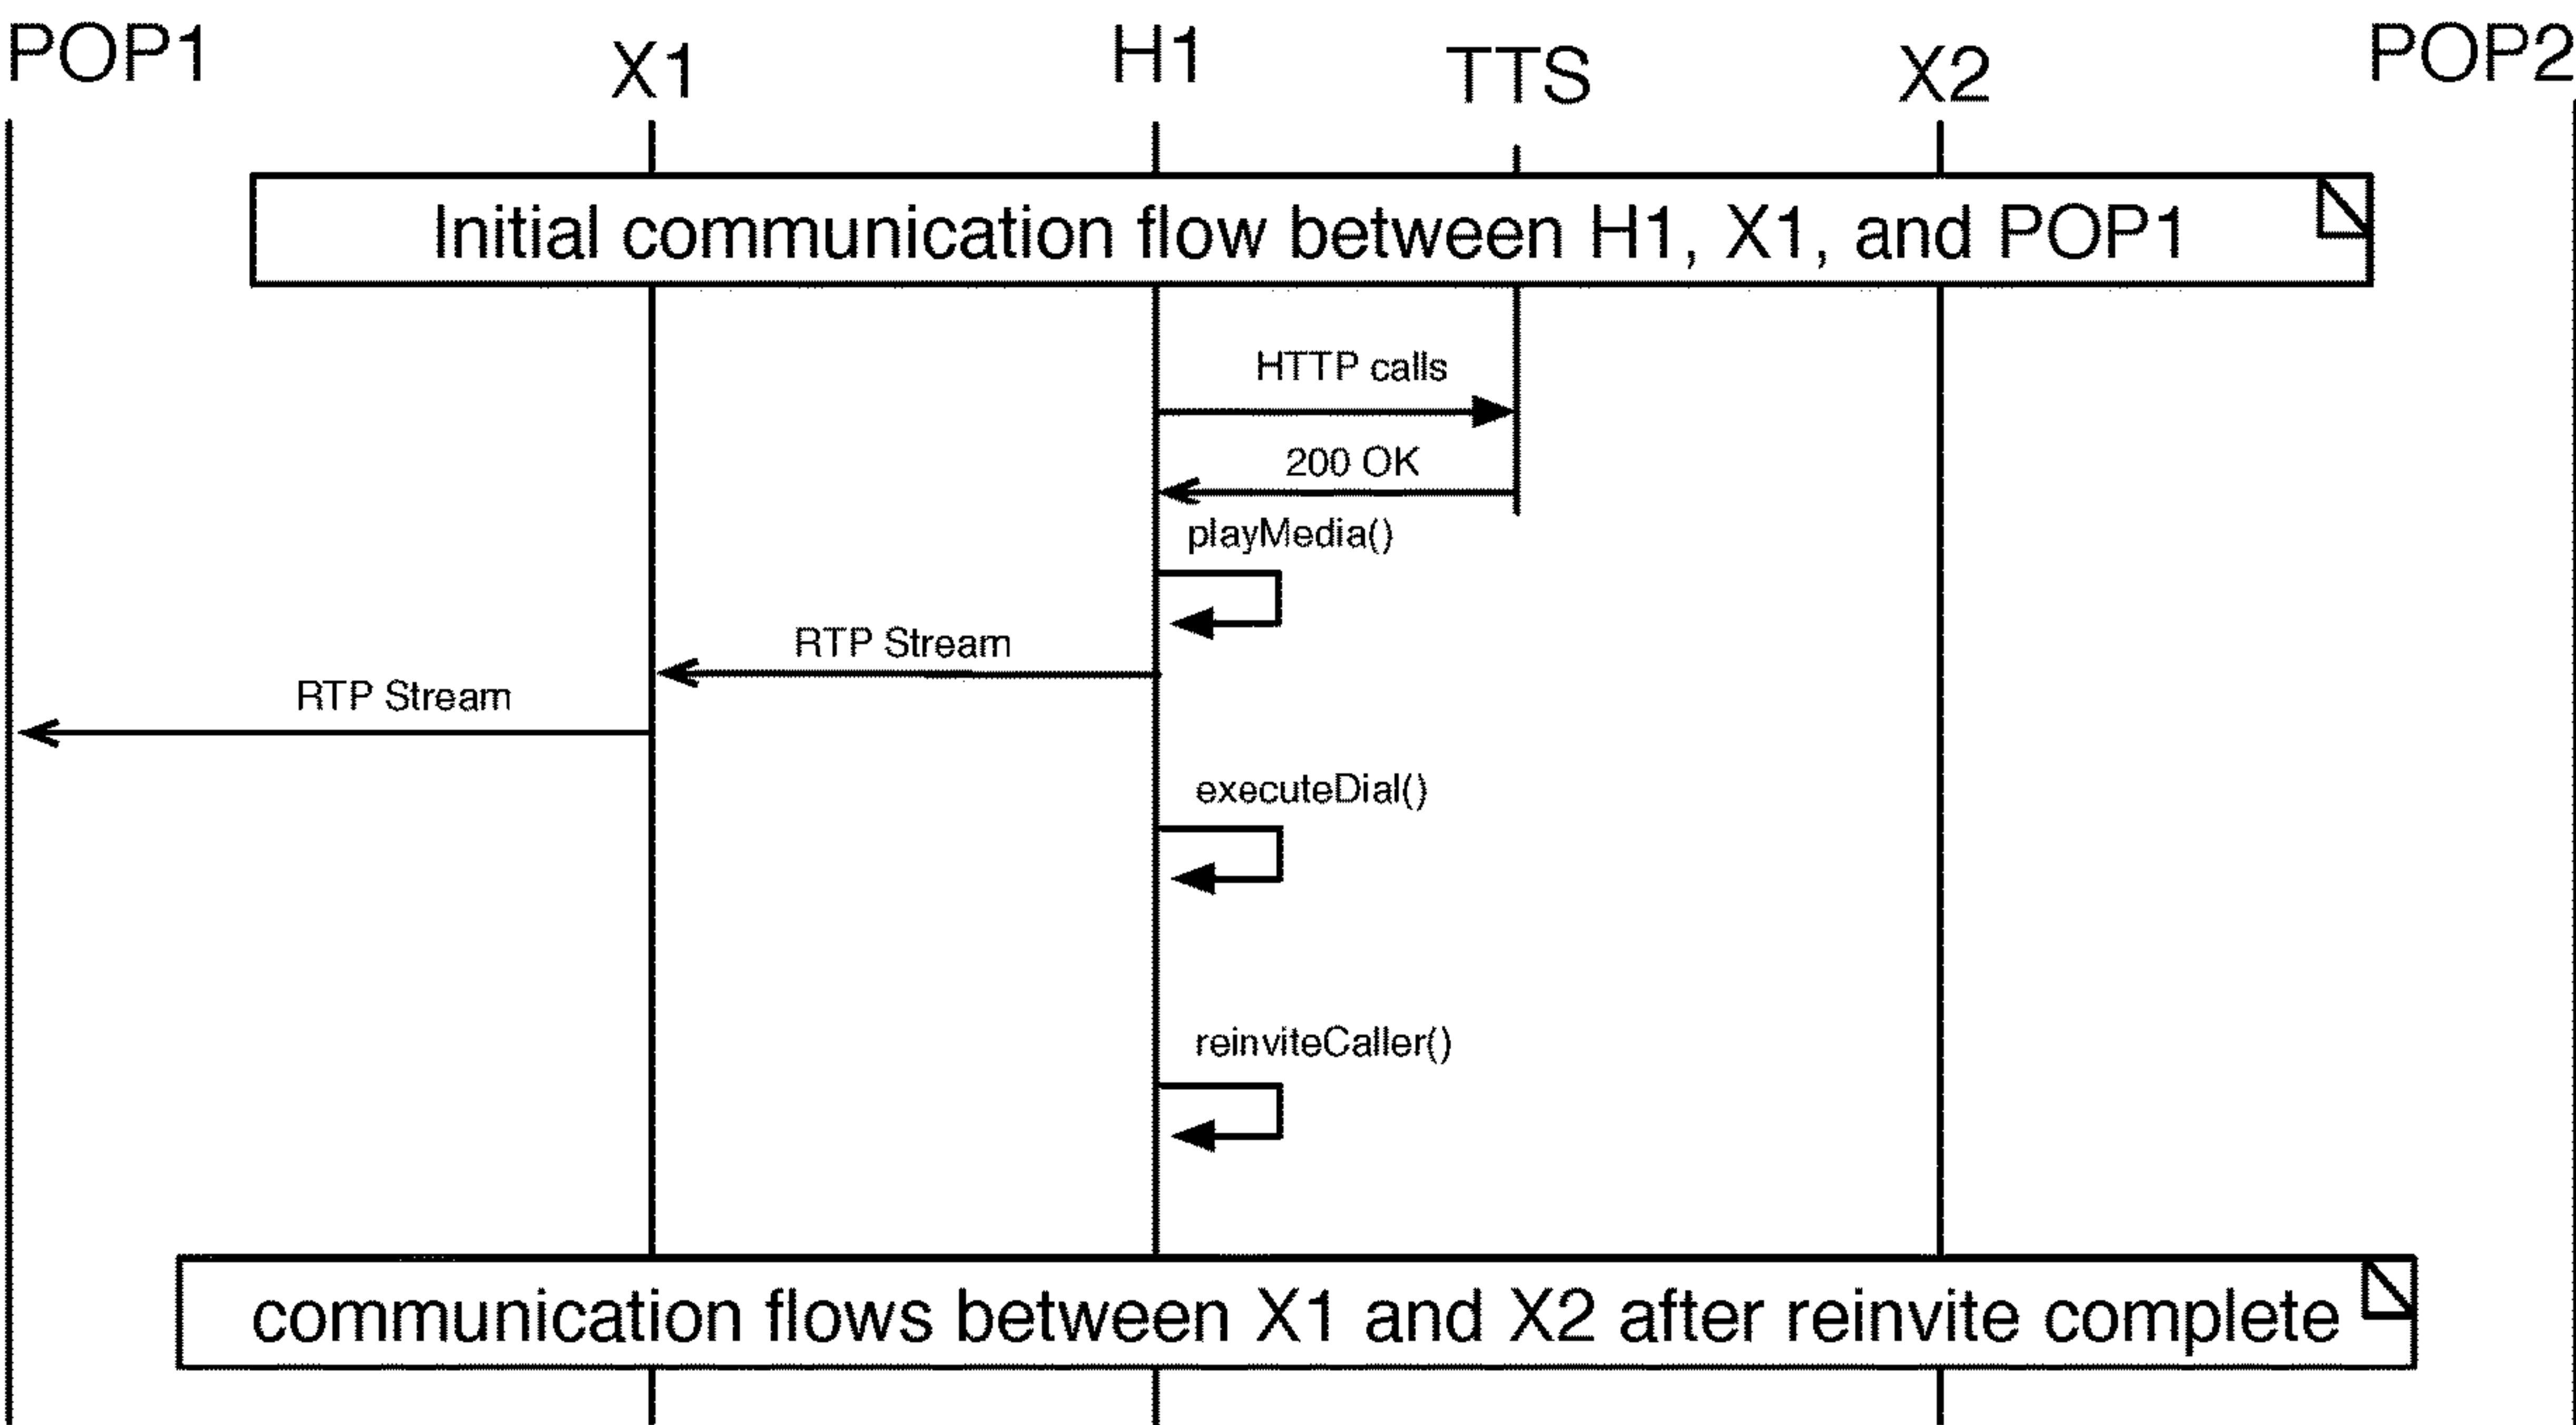 POP1
X1
H1
TTS
X2
POP2
Initial communication flow between H1, X1, and POP1
HTTP calls
200 OK
playMedia()
RTP Stream
RTP Stream
executeDial()
reinviteCaller()
communication flows between X1 and X2 after reinvite complete